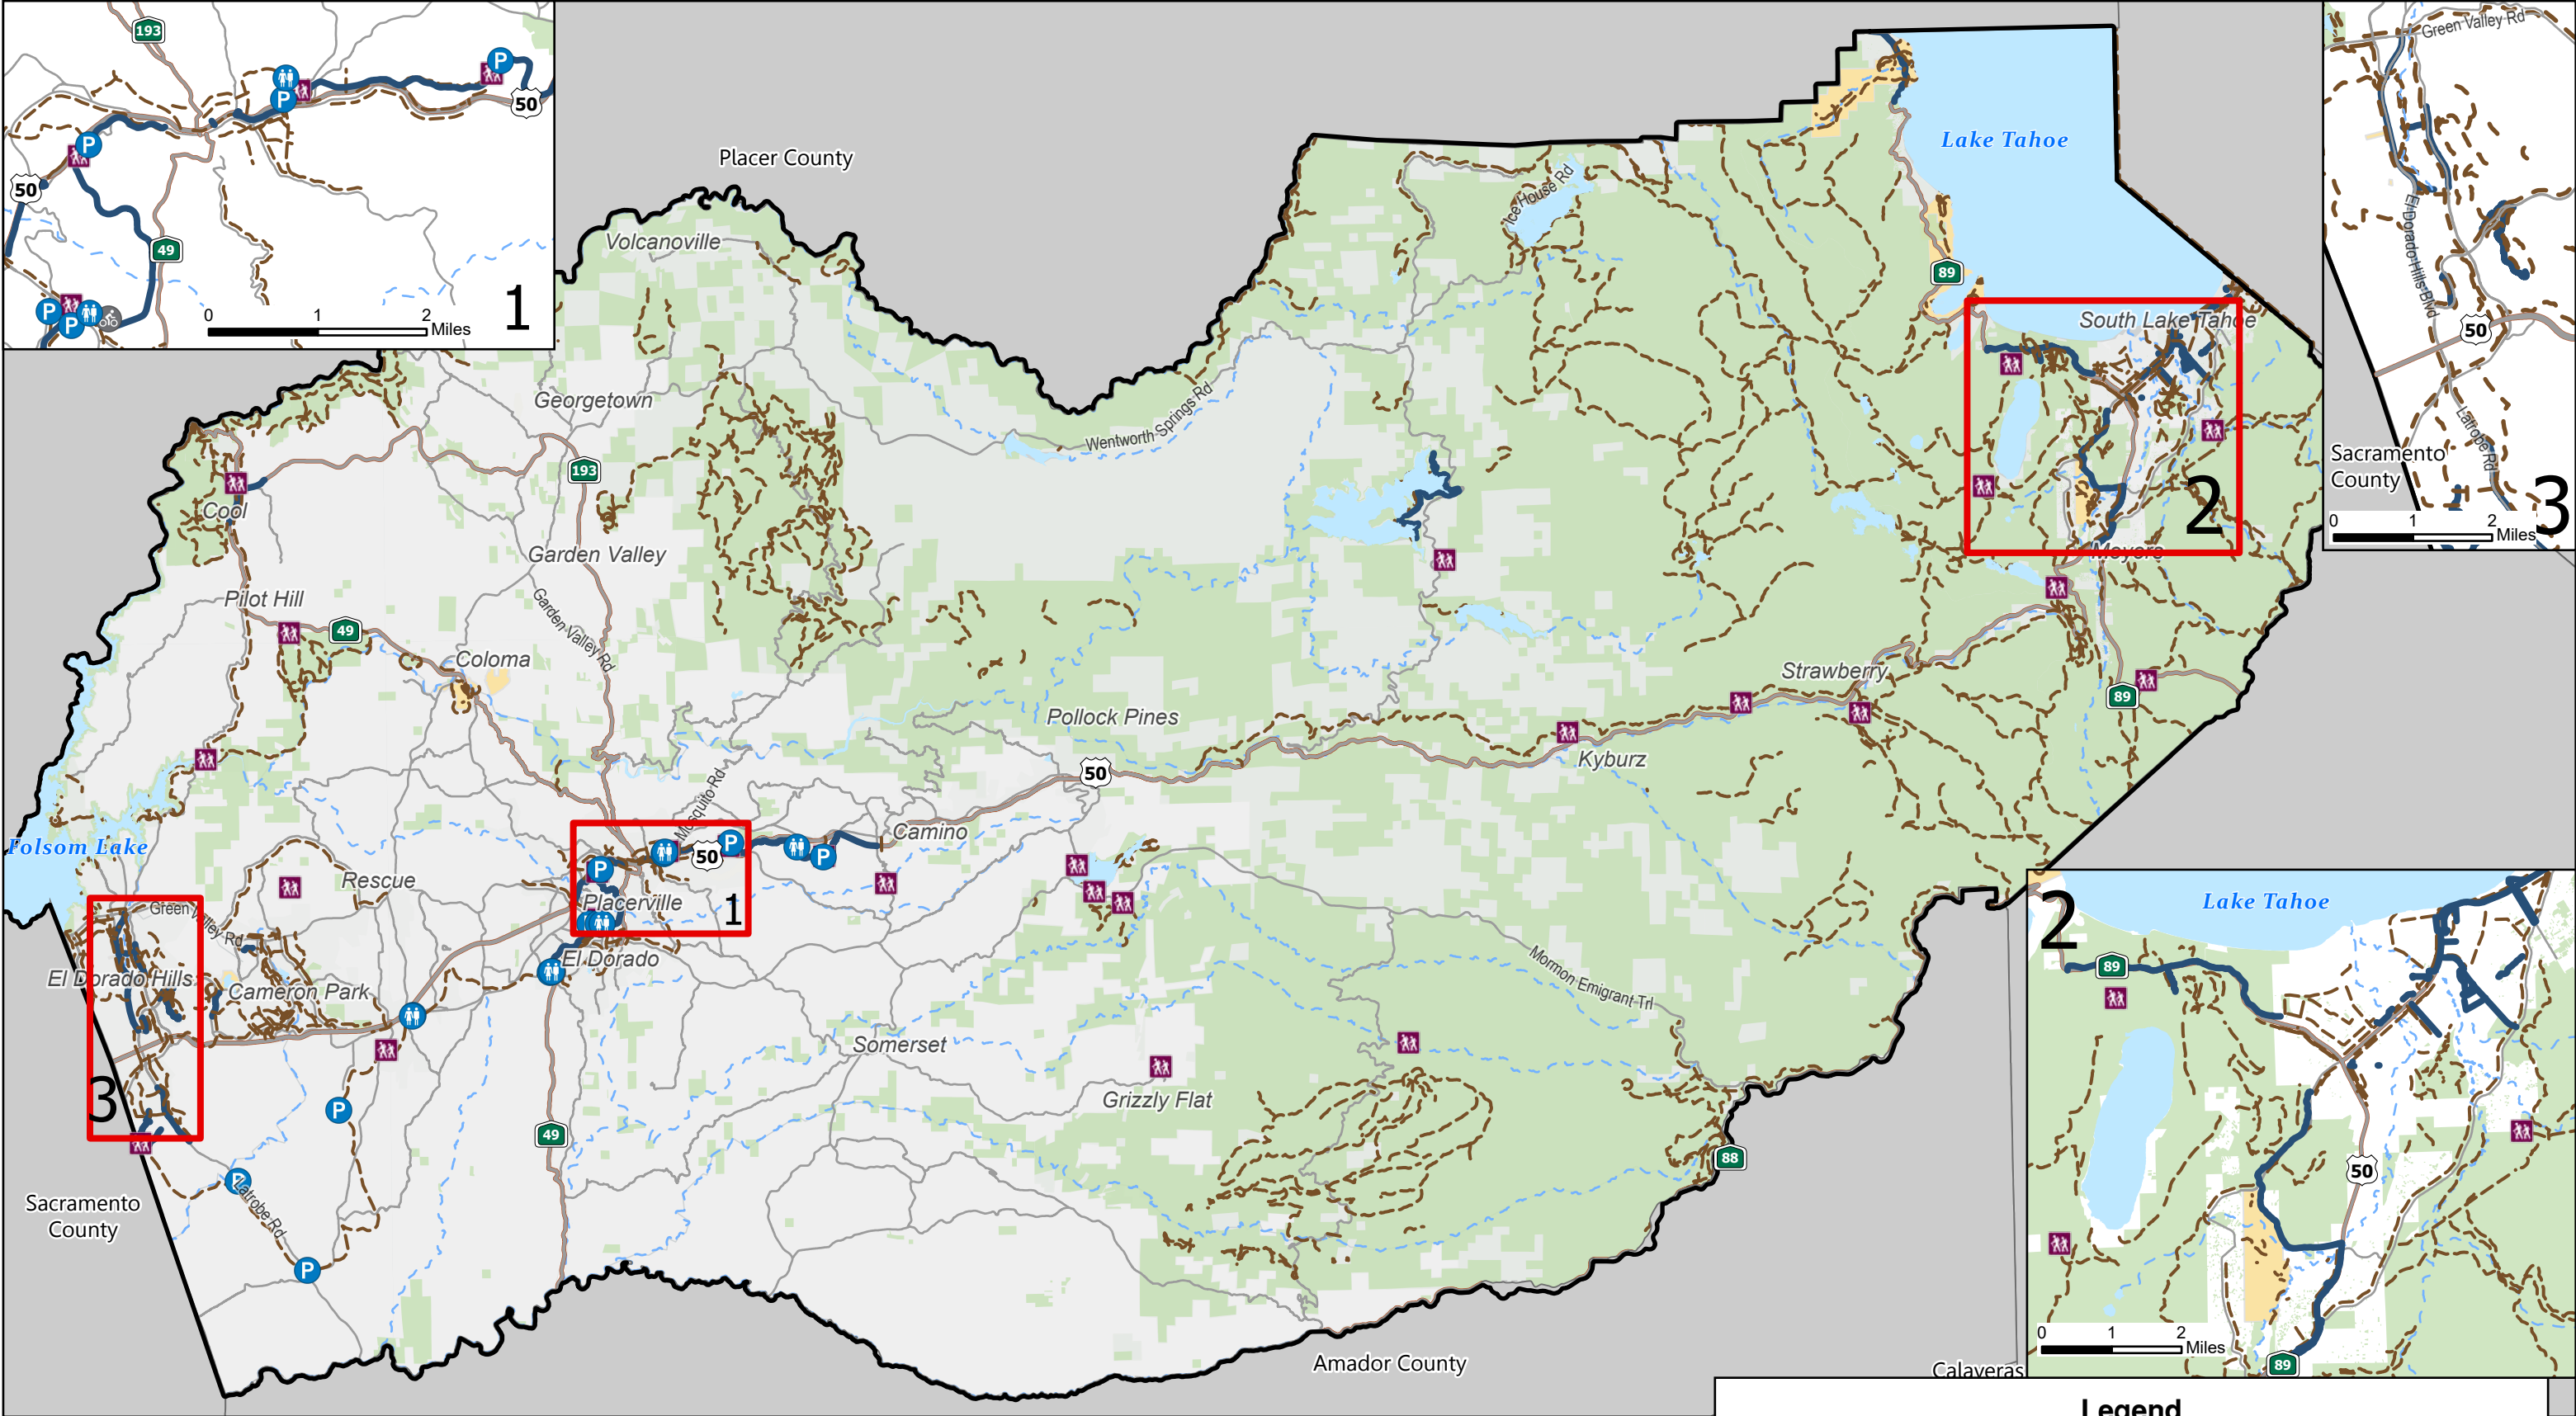 193
50
P
P
50
49
P
P
0 1 2 Miles
1
Placer County
Volcanoville
Georgetown
193
Wentworth Springs Rd
Ice House Rd
Lake Tahoe
89
South Lake Tahoe
2
Meyers
Green Valley Rd
El Dorado Hills Blvd
50
Latrobe Rd
Sacramento
County
0 1 2 Miles
3
Cool
Garden Valley
Garden Valley Rd
Pilot Hill
49
Coloma
Strawberry
89
Pollock Pines
50
Kyburz
Mosquito Rd
Camino
Folsom Lake
50
P
P
P
Rescue
Placerville
1
Green Valley Rd
El Dorado Hills
Cameron Park
El Dorado
Mormon Emigrant Trl
Somerset
Grizzly Flat
3
P
49
88
P
Latrobe Rd
P
Sacramento
County
Amador County
Calaveras
Lake Tahoe
2
89
50
0 1 2 Miles
89
Legend